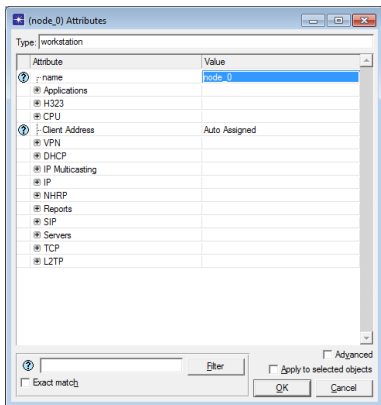 (node_0) Attributes
Type: workstation
Attribute Value
name node_0
Applications
H323
CPU
Client Address Auto Assigned
VPN
DHCP
IP Multicasting
IP
NHRP
Reports
SIP
Servers
TCP
L2TP
Advanced
Filter
Apply to selected objects
Exact match
OK Cancel